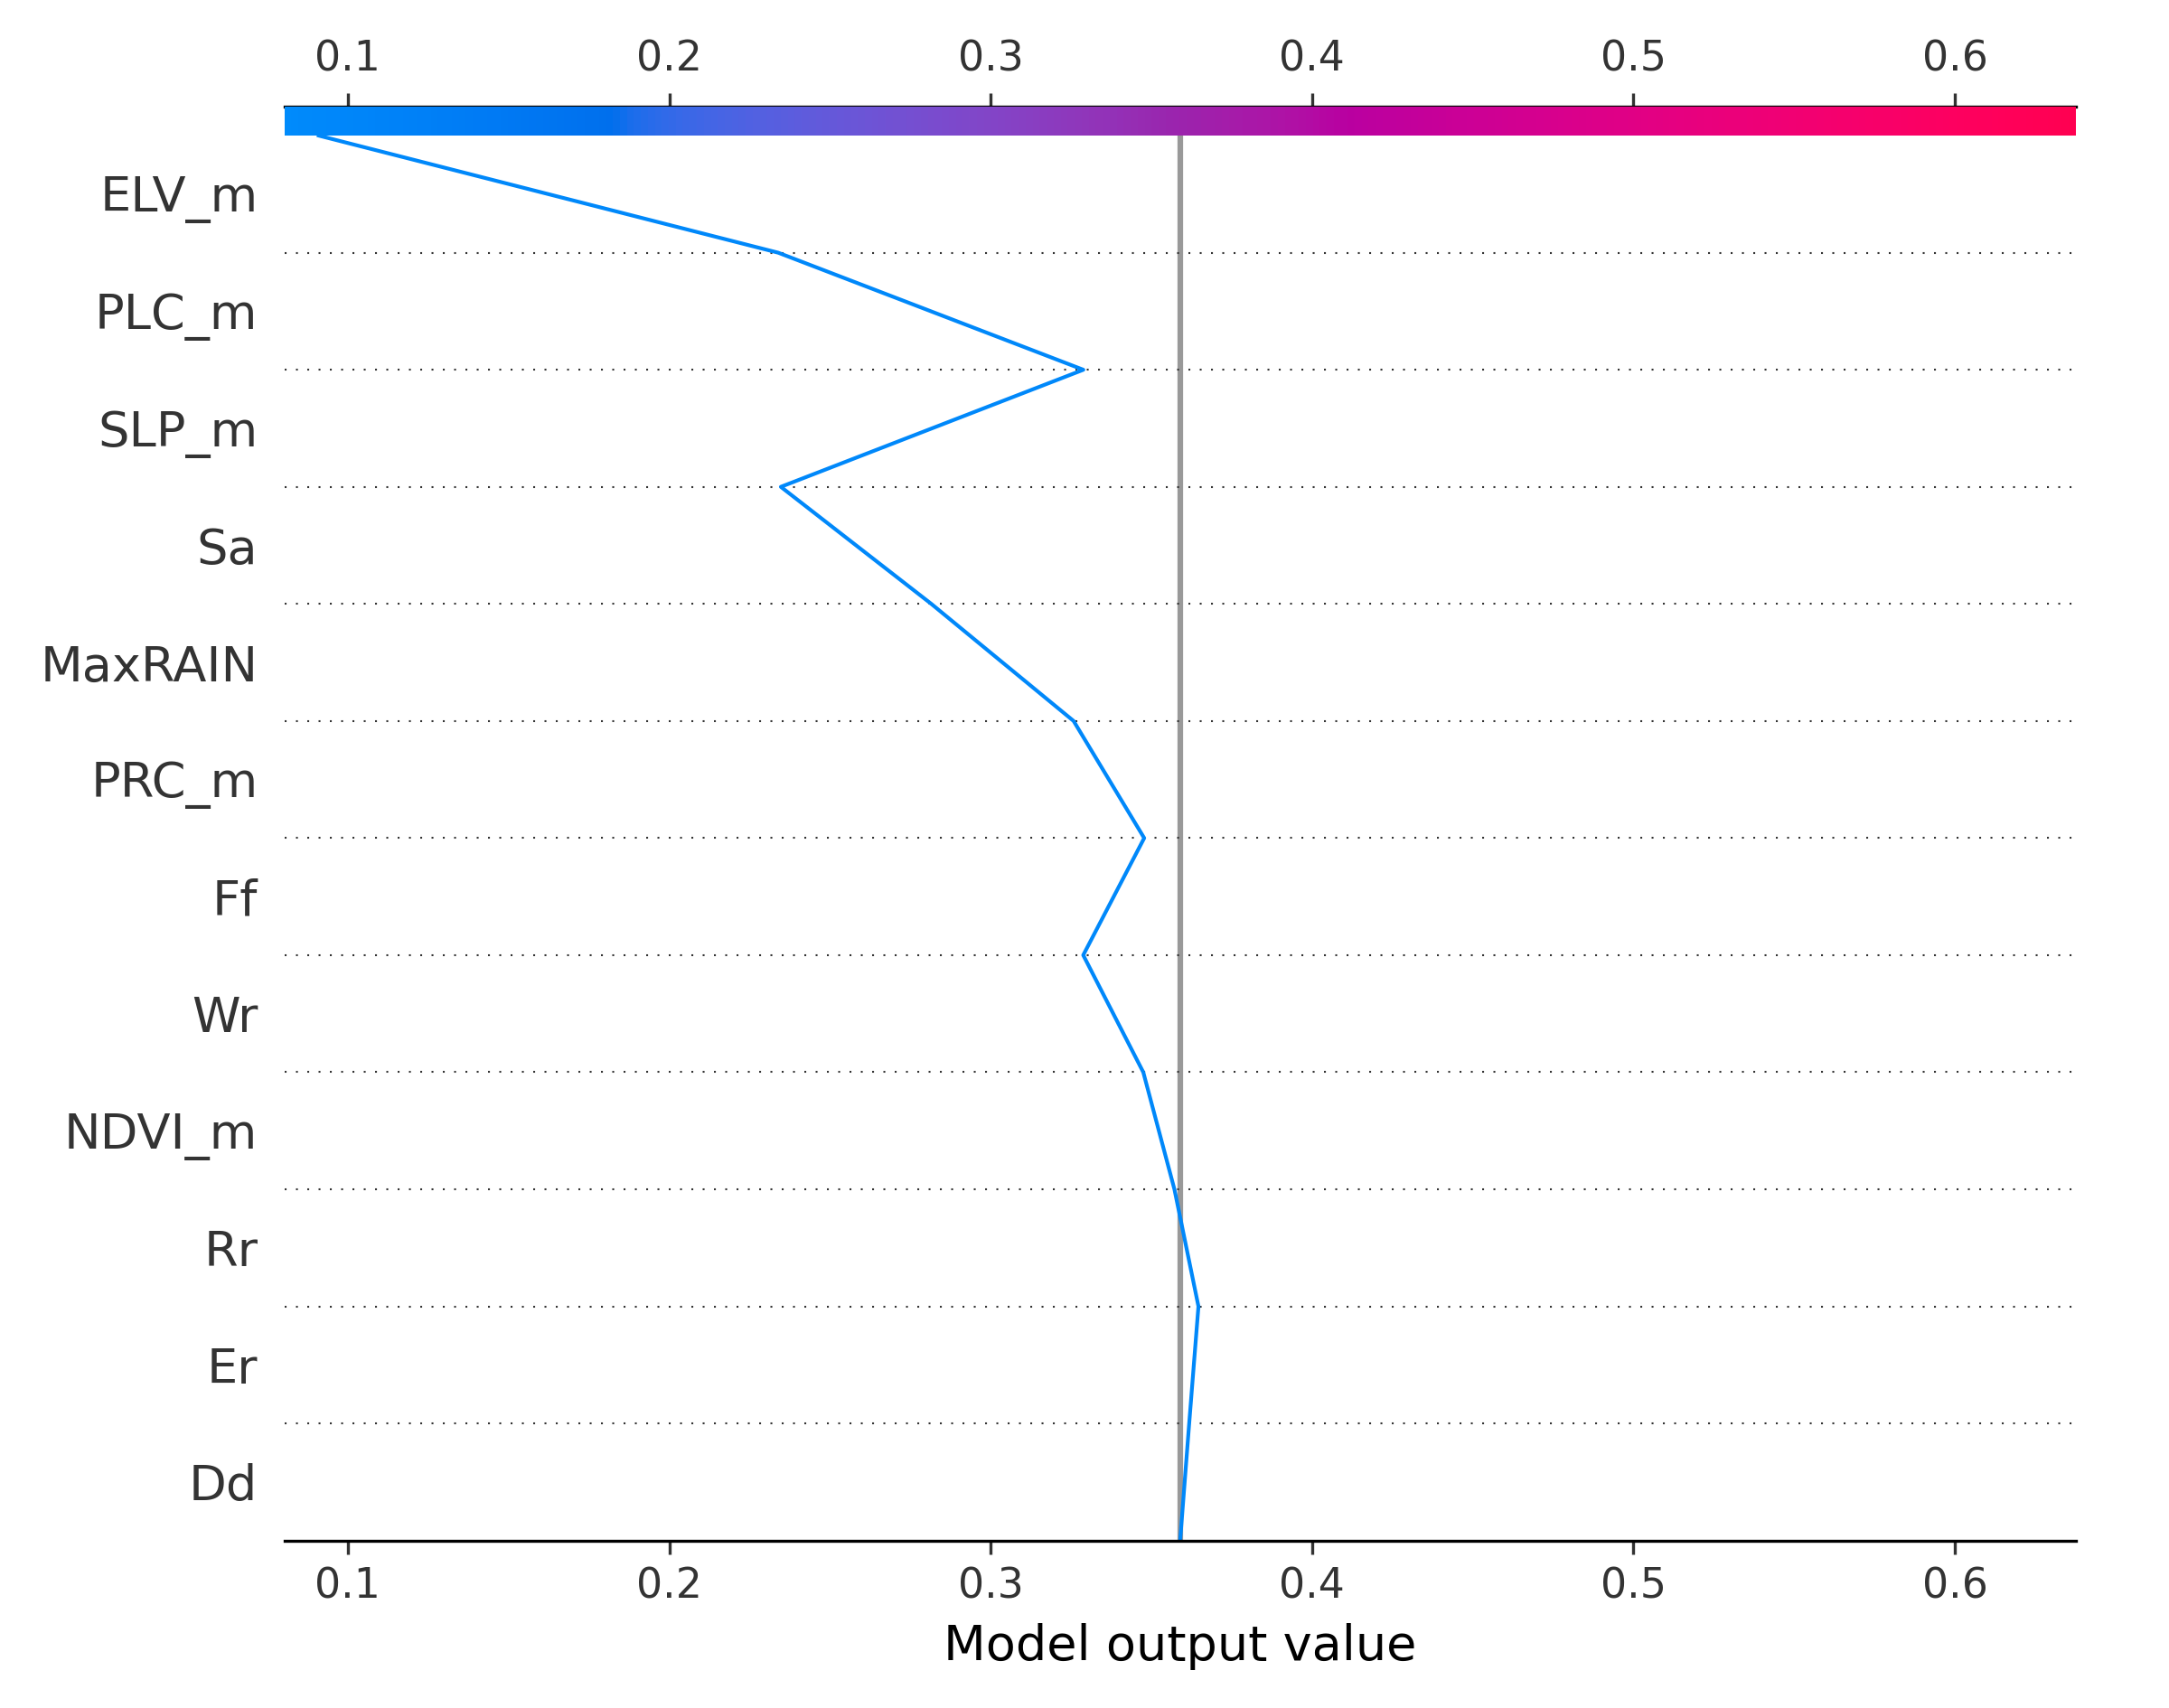 0.1 0.2 0.3 0.4 0.5 0.6
ELV_m
PLC_m
SLP_m
Sa
MaxRAIN
PRC_m
Ff
Wr
NDVI_m
Rr
Er
Dd
0.1 0.2 0.3 0.4 0.5 0.6
Model output value